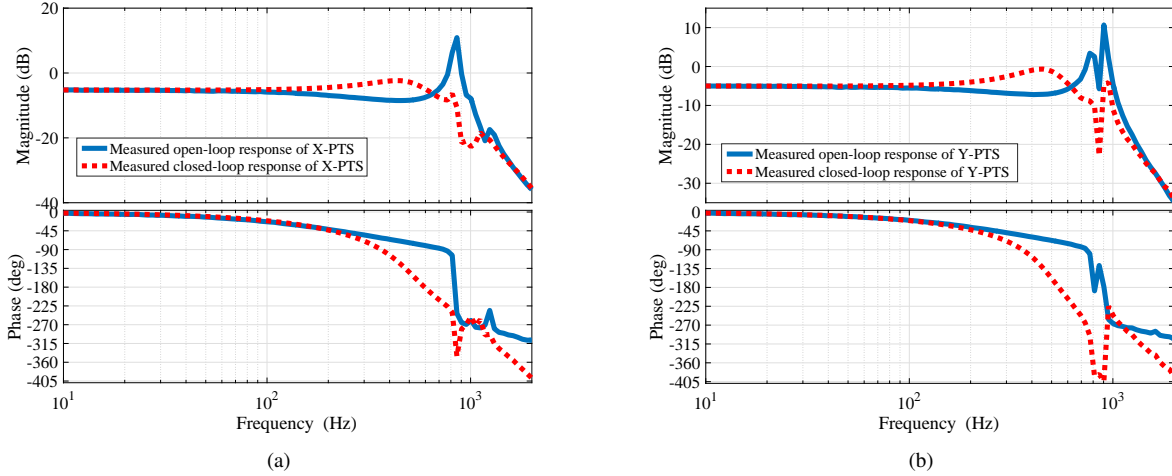 20
0
-20
-40
Magnitude (dB)
Measured open-loop response of X-PTS
Measured closed-loop response of X-PTS
0
-45
-90
-135
-180
-225
-270
-315
-360
-405
Phase (deg)
10^1
10^2
10^3
Frequency (Hz)
(a)
10
0
-10
-20
-30
Magnitude (dB)
Measured open-loop response of Y-PTS
Measured closed-loop response of Y-PTS
0
-45
-90
-135
-180
-225
-270
-315
-360
-405
Phase (deg)
10^1
10^2
10^3
Frequency (Hz)
(b)